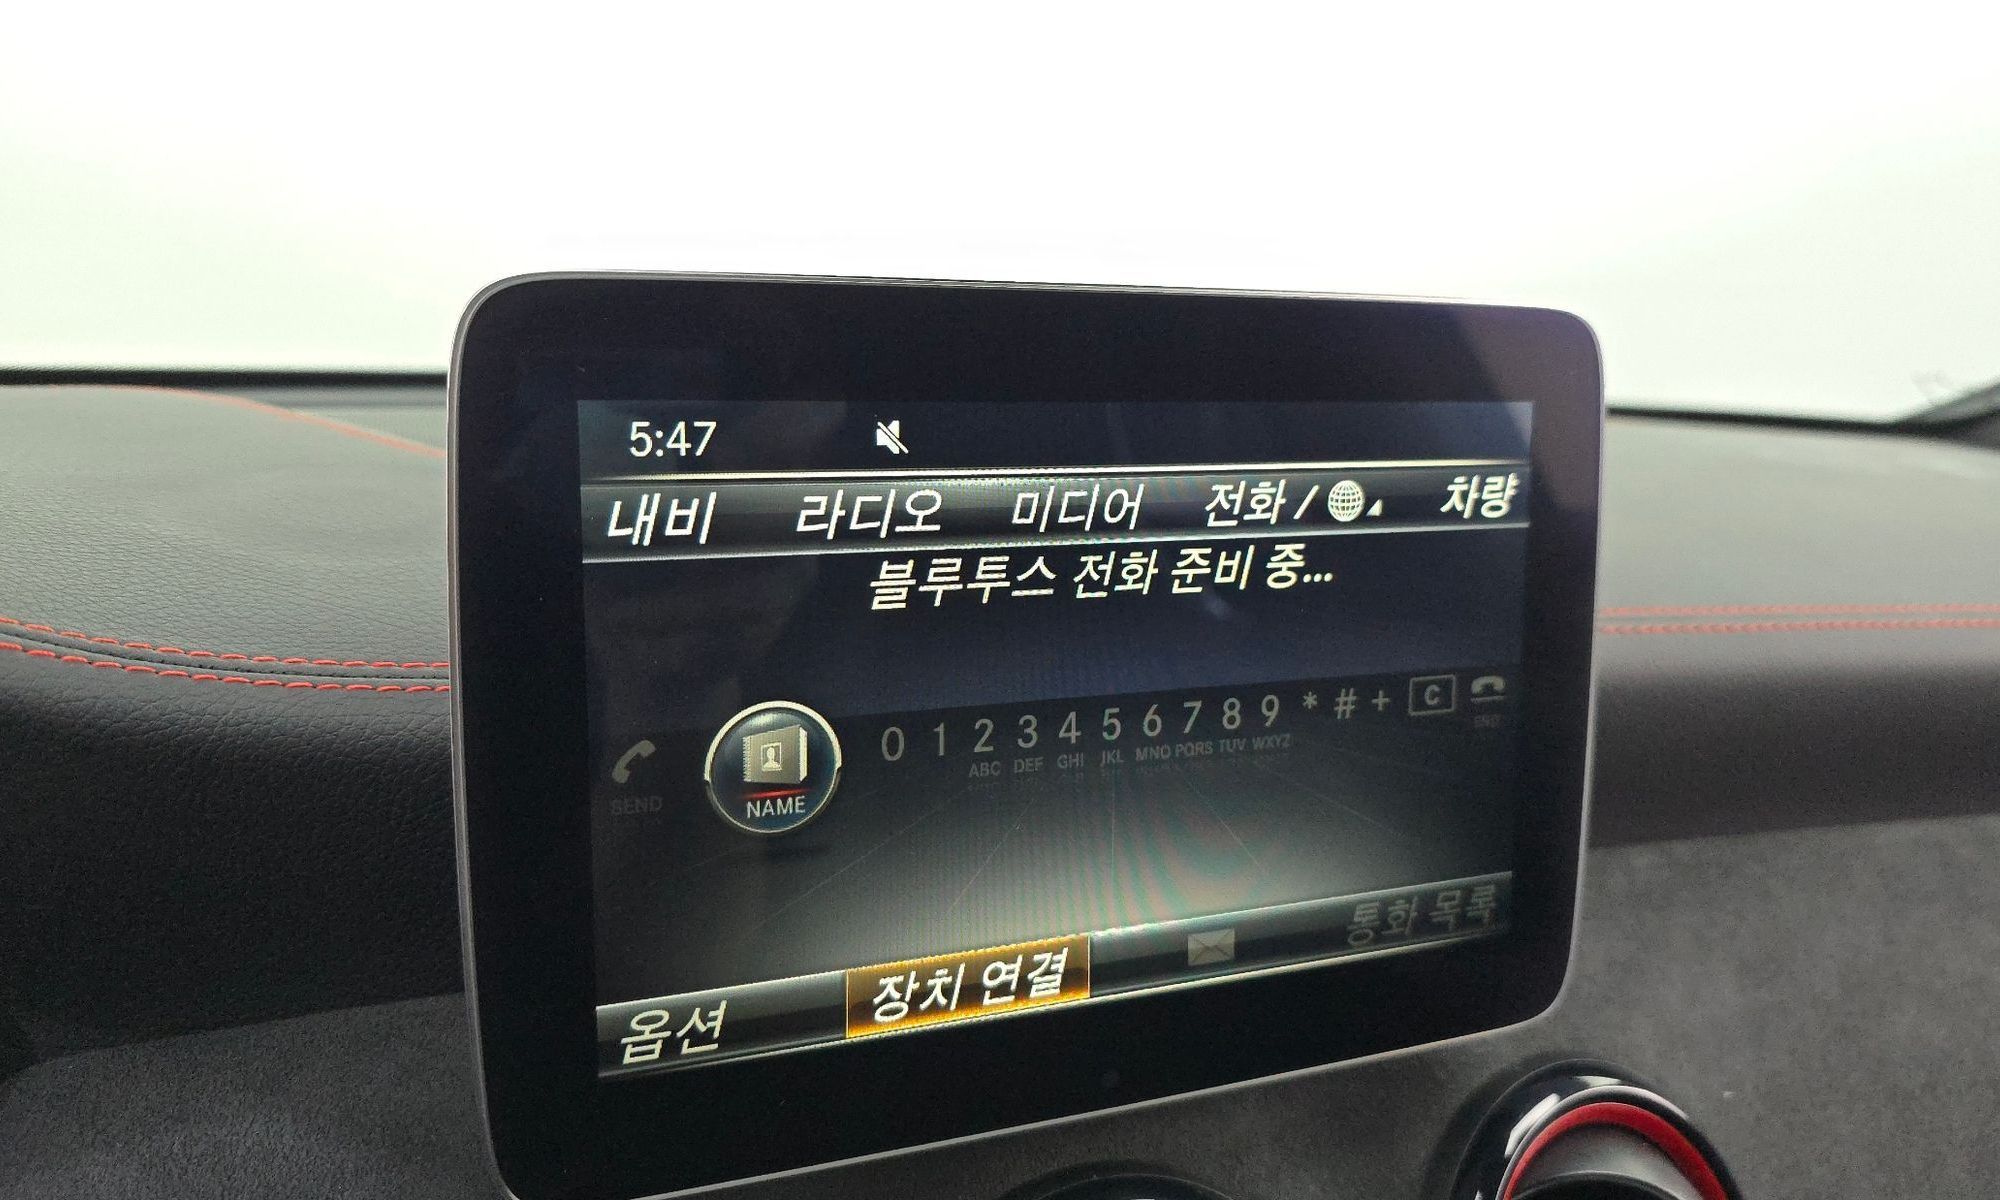 5:47
내비 라디오 미디어 전화 / 차량
블루투스 전화 준비 중...
0 1 2 3 4 5 6 7 8 9 * # + C
ABC DEF GHI JKL MNO PQRS TUV WXYZ
SEND NAME END
옵션 장치 연결 통화 목록